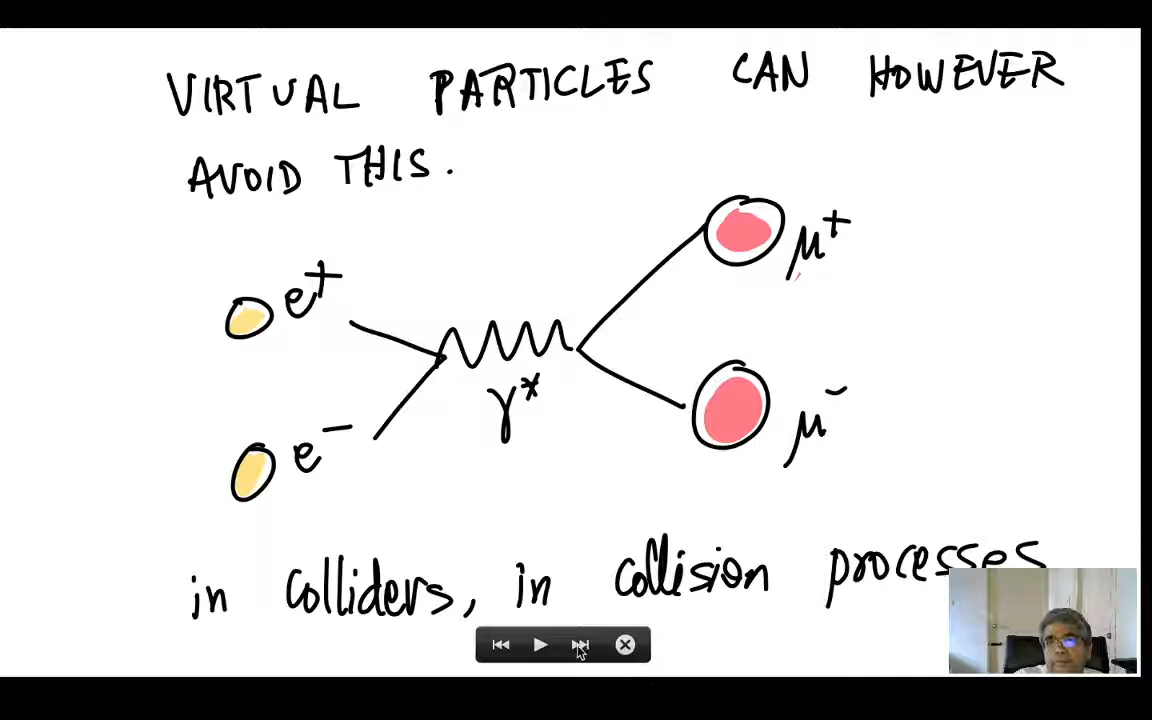 VIRTUAL PARTICLES CAN HOWEVER
AVOID THIS.
e+
μ+
γ*
e-
μ-
in colliders, in collision processes